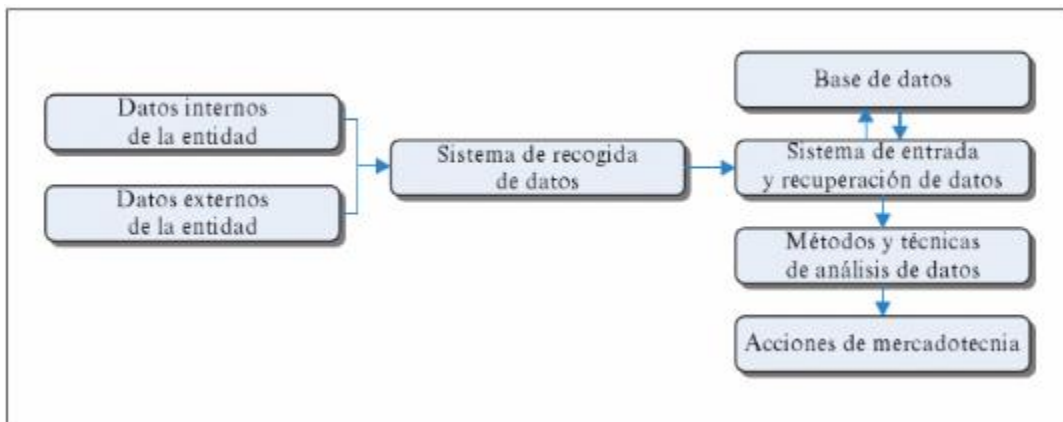 Datos internos
de la entidad
Datos externos
de la entidad
Sistema de recogida
de datos
Base de datos
Sistema de entrada
y recuperación de datos
Métodos y técnicas
de análisis de datos
Acciones de mercadotecnia